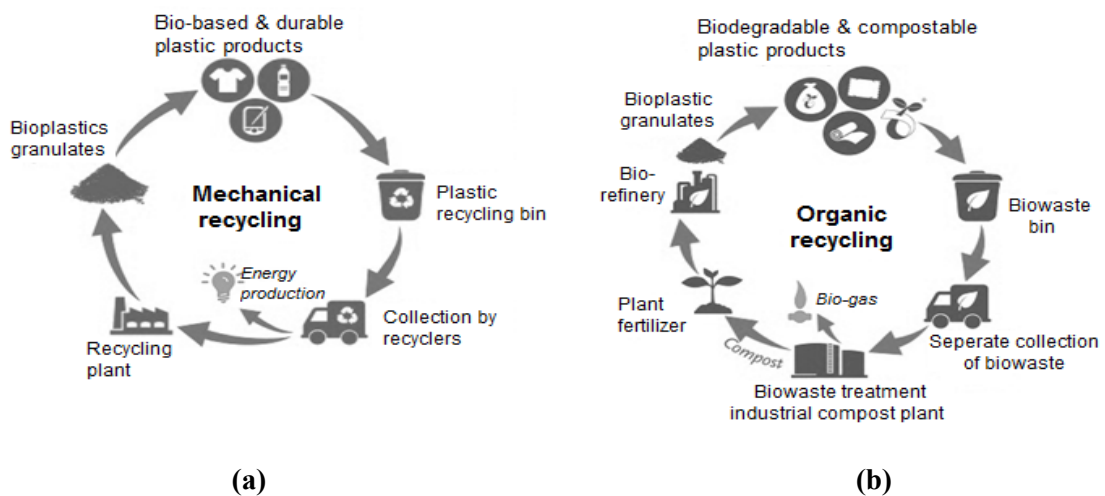 Bio-based & durable
plastic products
Bioplastics
granulates
Mechanical
recycling
Plastic
recycling bin
Energy
production
Collection by
recyclers
Recycling
plant
(a)
Biodegradable & compostable
plastic products
Bioplastic
granulates
Bio-
refinery
Organic
recycling
Biowaste
bin
Plant
fertilizer
Bio-gas
Compost
Seperate collection
of biowaste
Biowaste treatment
industrial compost plant
(b)